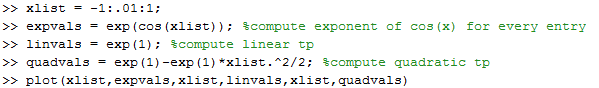 >> xlist = -1:.01:1;
>> expvals = exp(cos(xlist)); %compute exponent of cos(x) for every entry
>> linvals = exp(1); %compute linear tp
>> quadvals = exp(1)-exp(1)*xlist.^2/2; %compute quadratic tp
>> plot(xlist,expvals,xlist,linvals,xlist,quadvals)